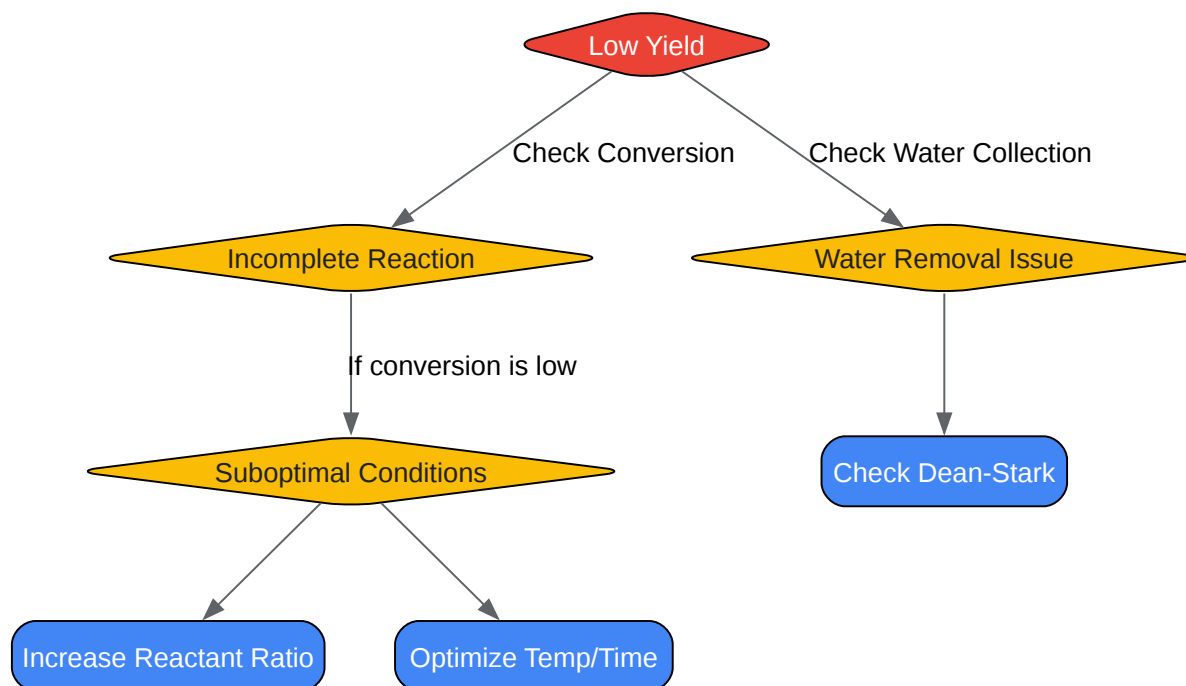 Low Yield
Check Conversion
Check Water Collection
Incomplete Reaction
Water Removal Issue
If conversion is low
Suboptimal Conditions
Check Dean-Stark
Increase Reactant Ratio
Optimize Temp/Time